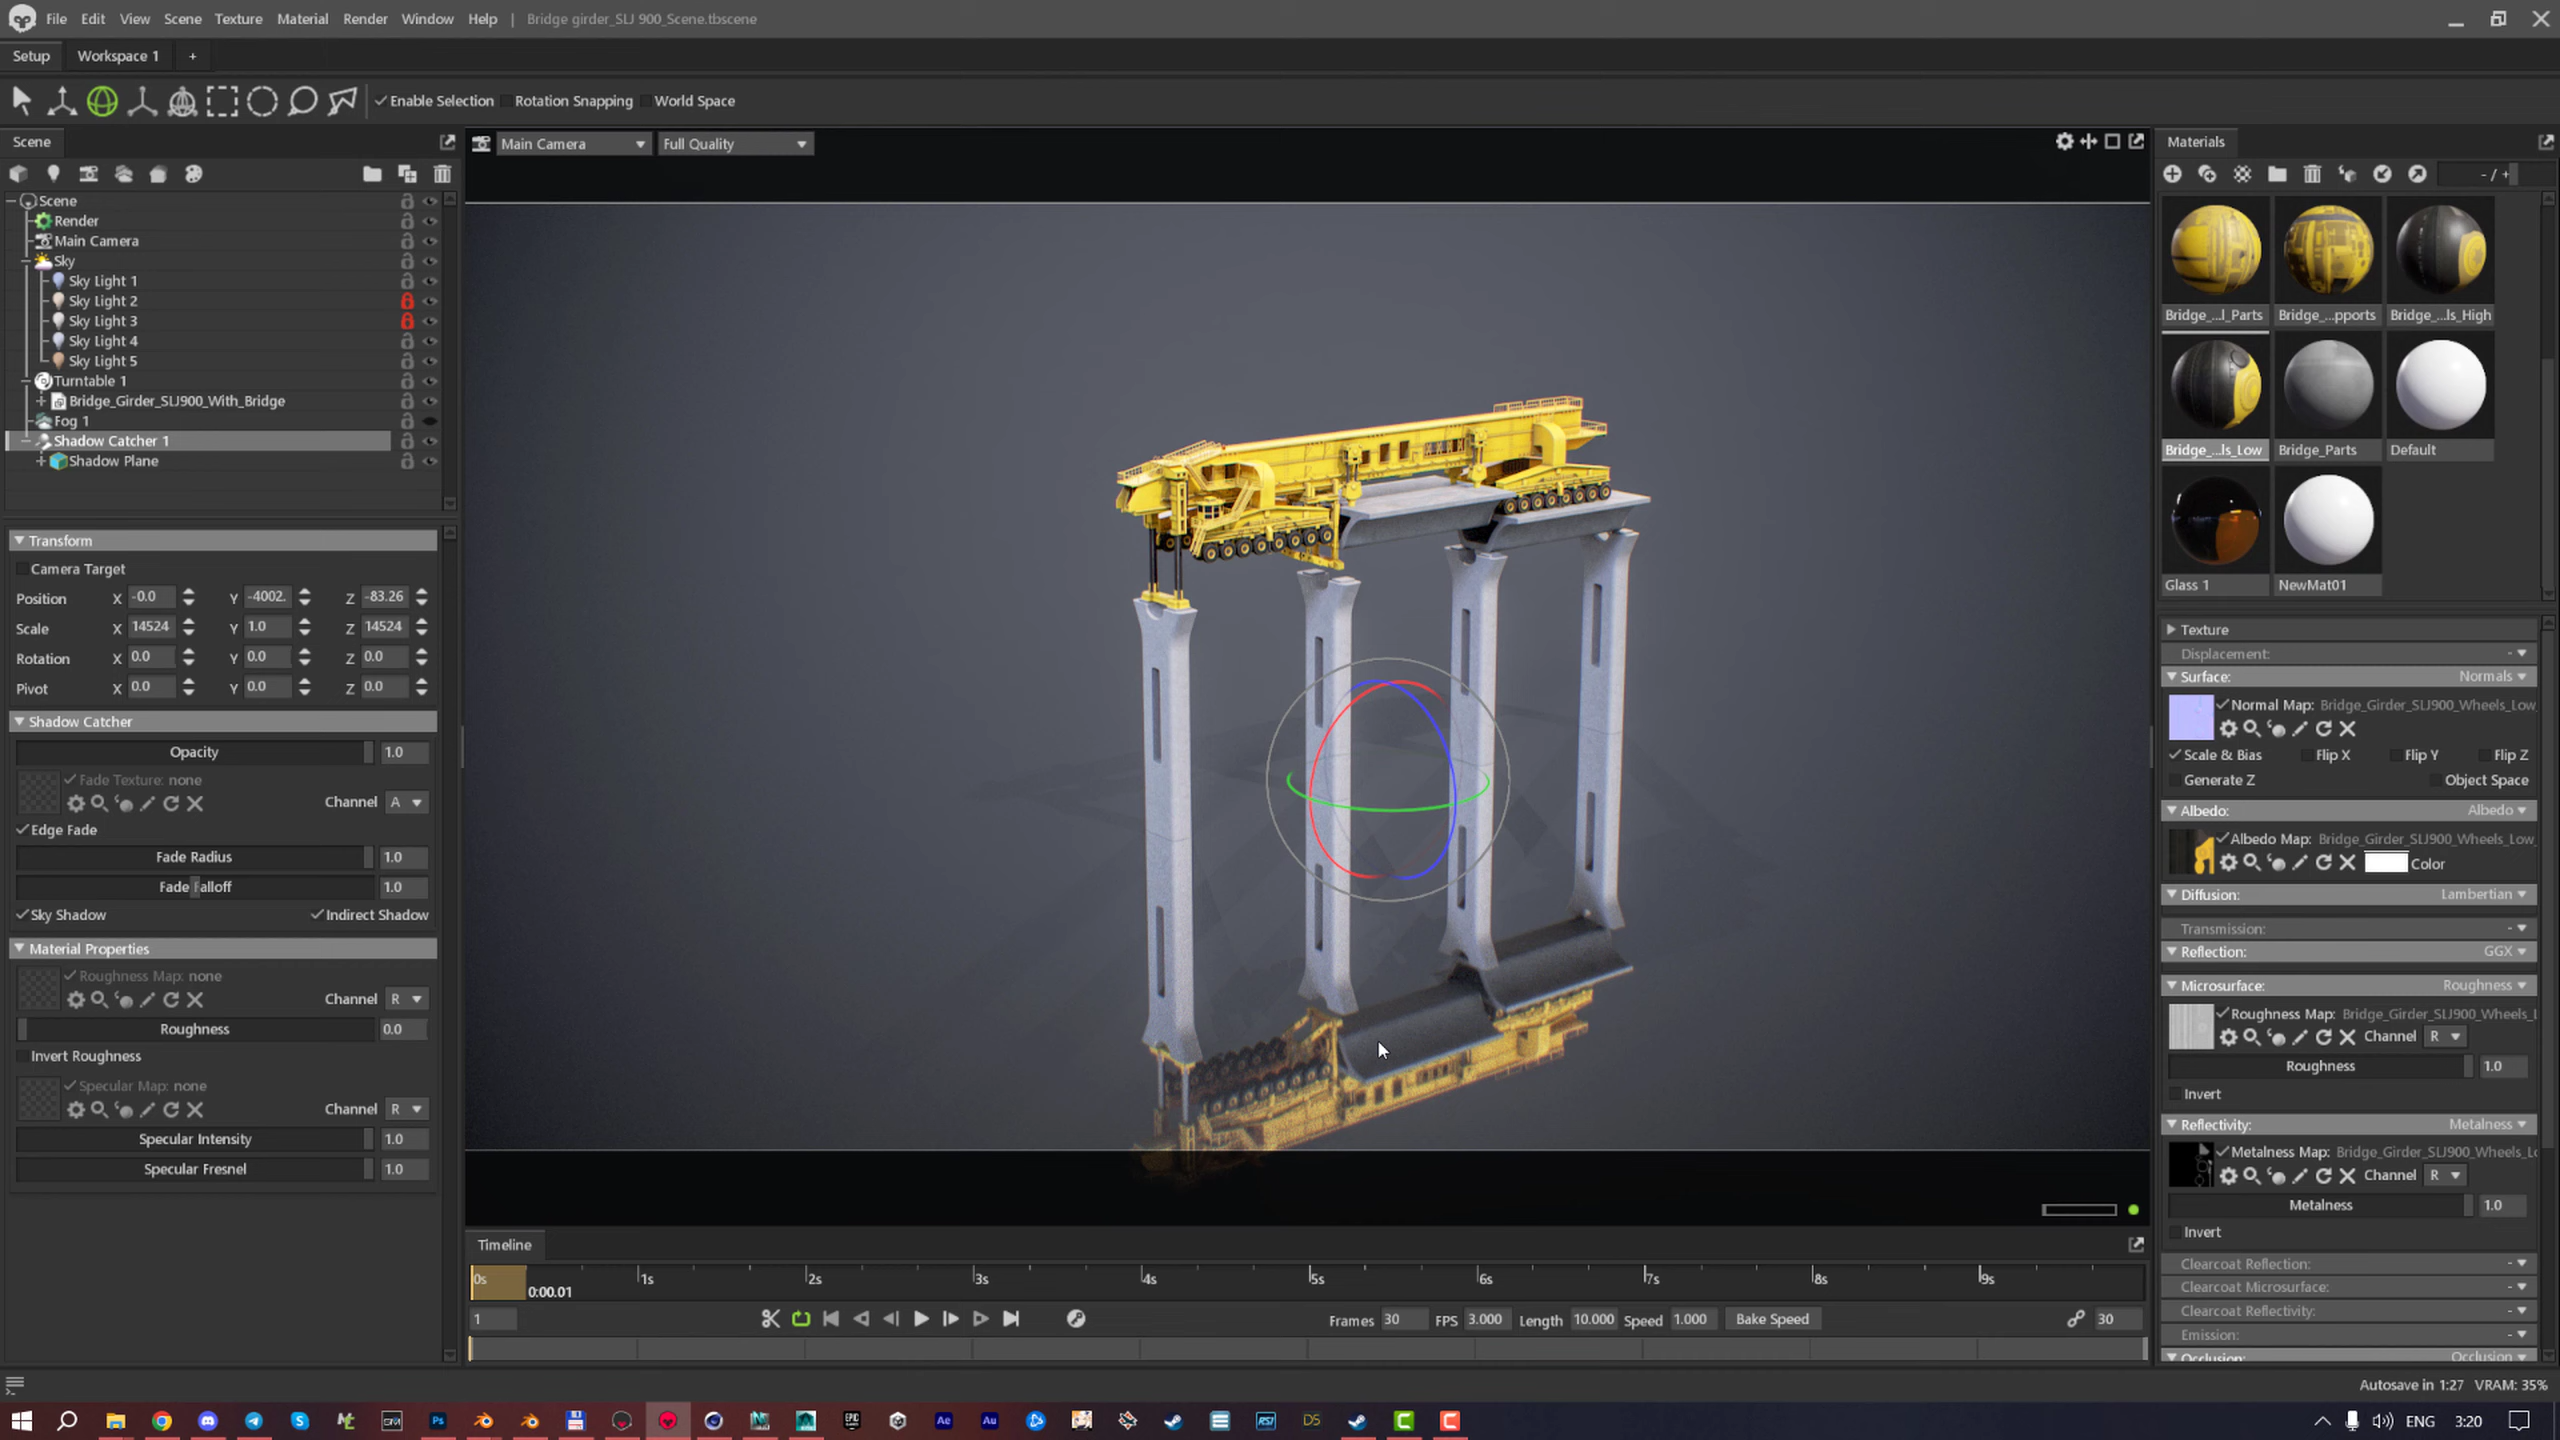 File Edit View Scene Texture Material Render Window Help | Bridge girder_SLJ 900_Scene.tbscene
Setup Workspace 1 +
Enable Selection Rotation Snapping World Space
Scene
Scene
Render
Main Camera
Sky
Sky Light 1
Sky Light 2
Sky Light 3
Sky Light 4
Sky Light 5
Turntable 1
Bridge_Girder_SLJ900_With_Bridge
Fog 1
Shadow Catcher 1
Shadow Plane
Transform
Camera Target
Position X -0.0 Y -4002. Z -83.26
Scale X 14524 Y 1.0 Z 14524
Rotation X 0.0 Y 0.0 Z 0.0
Pivot X 0.0 Y 0.0 Z 0.0
Shadow Catcher
Opacity 1.0
Fade Texture: none
Channel A
Edge Fade
Fade Radius 1.0
Fade Falloff 1.0
Sky Shadow Indirect Shadow
Material Properties
Roughness Map: none
Channel R
Roughness 0.0
Invert Roughness
Specular Map: none
Channel R
Specular Intensity 1.0
Specular Fresnel 1.0
Main Camera Full Quality
Timeline
0s 1s 2s 3s 4s 5s 6s 7s 8s 9s
0:00.01
1 Frames 30 FPS 3.000 Length 10.000 Speed 1.000 Bake Speed 30
Materials
- / +
Bridge_...l_Parts Bridge_...pports Bridge_...ls_High
Bridge_...ls_Low Bridge_Parts Default
Glass 1 NewMat01
Texture
Displacement: -
Surface: Normals
Normal Map: Bridge_Girder_SLJ900_Wheels_Low_
Scale & Bias Flip X Flip Y Flip Z
Generate Z Object Space
Albedo: Albedo
Albedo Map: Bridge_Girder_SLJ900_Wheels_Low_
Color
Diffusion: Lambertian
Transmission: -
Reflection: GGX
Microsurface: Roughness
Roughness Map: Bridge_Girder_SLJ900_Wheels_L
Channel R
Roughness 1.0
Invert
Reflectivity: Metalness
Metalness Map: Bridge_Girder_SLJ900_Wheels_Lo
Channel R
Metalness 1.0
Invert
Clearcoat Reflection: -
Clearcoat Microsurface: -
Clearcoat Reflectivity: -
Emission: -
Occlusion: Occlusion
Autosave in 1:27 VRAM: 35%
Ps EPIC GAMES Ae Au RSI DS C C ENG 3:20